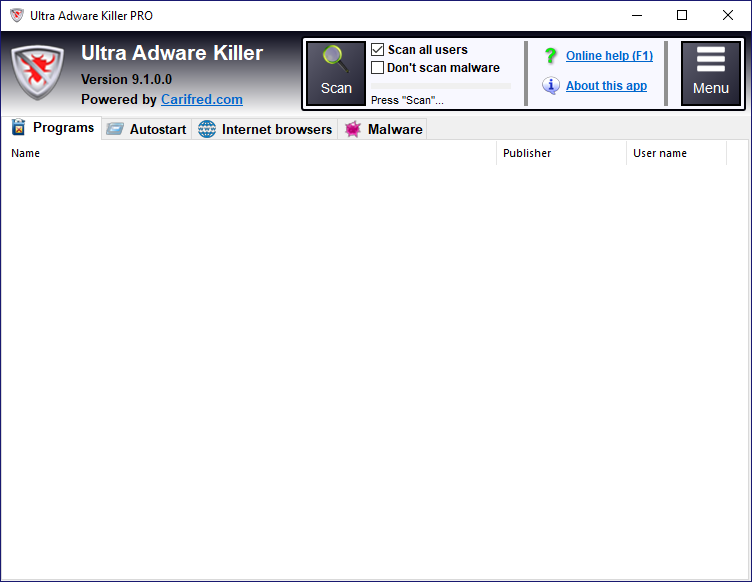 Ultra Adware Killer PRO
Ultra Adware Killer
Version 9.1.0.0
Powered by Carifred.com
Scan
Scan all users
Don't scan malware
Press "Scan"...
Online help (F1)
About this app
Menu
Programs
Autostart
Internet browsers
Malware
Name
Publisher
User name